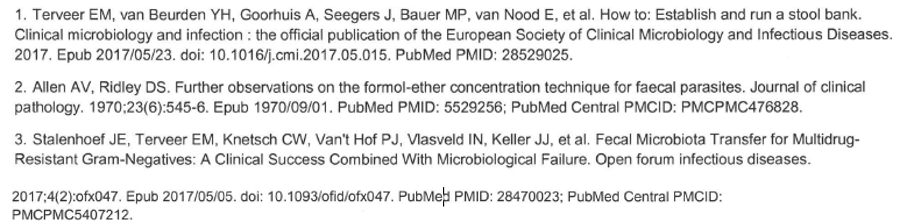 1. Terveer EM, van Beurden YH, Goorhuis A, Seegers J, Bauer MP, van Nood E, et al. How to: Establish and run a stool bank.
Clinical microbiology and infection : the official publication of the European Society of Clinical Microbiology and Infectious Diseases.
2017. Epub 2017/05/23. doi: 10.1016/j.cmi.2017.05.015. PubMed PMID: 28529025.
2. Allen AV, Ridley DS. Further observations on the formol-ether concentration technique for faecal parasites. Journal of clinical
pathology. 1970;23(6):545-6. Epub 1970/09/01. PubMed PMID: 5529256; PubMed Central PMCID: PMCPMC476828.
3. Stalenhoef JE, Terveer EM, Knetsch CW, Van't Hof PJ, Vlasveld IN, Keller JJ, et al. Fecal Microbiota Transfer for Multidrug-
Resistant Gram-Negatives: A Clinical Success Combined With Microbiological Failure. Open forum infectious diseases.
2017;4(2):ofx047. Epub 2017/05/05. doi: 10.1093/ofid/ofx047. PubMed PMID: 28470023; PubMed Central PMCID:
PMCPMC5407212.